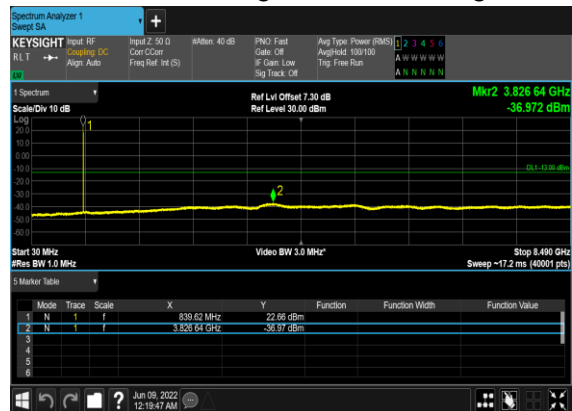 Spectrum Analyzer 1
Swept SA
+
KEYSIGHT Input: RF Input Z: 50 Ω #Atten: 40 dB PNO: Fast Avg Type: Power (RMS) 1 2 3 4 5 6
RLT Coupling: DC Corr CCorr Gate: Off Avg|Hold: 100/100 A W W W W W
Align: Auto Freq Ref: Int (S) IF Gain: Low Trig: Free Run
Sig Track: Off A N N N N N
1 Spectrum Ref Lvl Offset 7.30 dB Mkr2 3.826 64 GHz
Scale/Div 10 dB Ref Level 30.00 dBm -36.972 dBm
Log
20.0
10.0
0.00
-10.0
-20.0
-30.0
-40.0
-50.0
-60.0
1
DL1 -13.00 dBm
2
Start 30 MHz Video BW 3.0 MHz* Stop 8.490 GHz
#Res BW 1.0 MHz Sweep ~17.2 ms (40001 pts)
5 Marker Table
Mode Trace Scale X Y Function Function Width Function Value
1 N 1 f 839.62 MHz 22.66 dBm
2 N 1 f 3.826 64 GHz -36.97 dBm
3
4
5
6
? Jun 09, 2022
12:19:47 AM